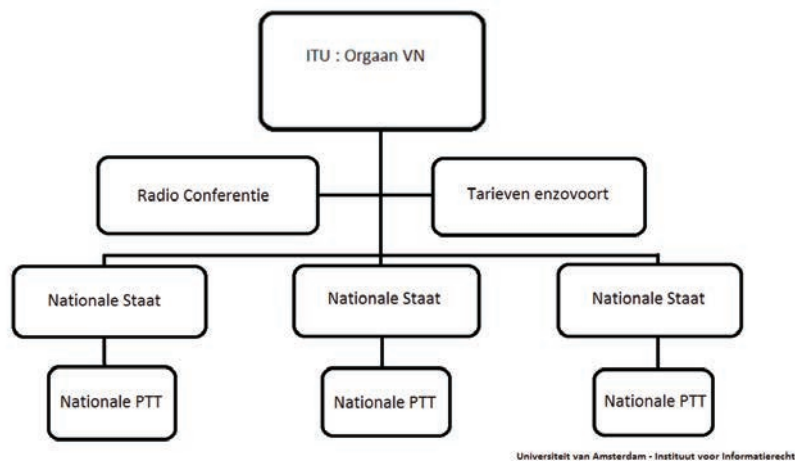 ITU : Orgaan VN
Radio Conferentie
Tarieven enzovoort
Nationale Staat
Nationale Staat
Nationale Staat
Nationale PTT
Nationale PTT
Nationale PTT
Universiteit van Amsterdam - Instituut voor Informatierecht